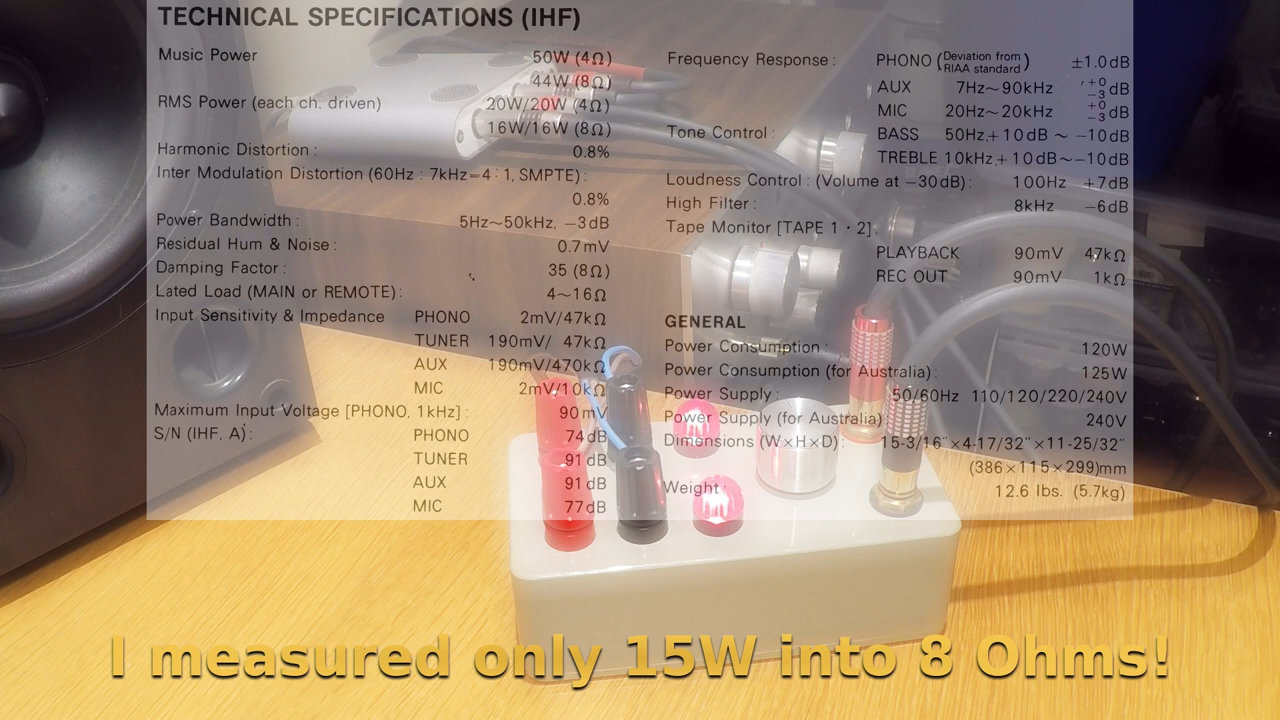 TECHNICAL SPECIFICATIONS (IHF)
Music Power 50W (4Ω)
44W (8Ω)
RMS Power (each ch. driven) 20W/20W (4Ω)
16W/16W (8Ω)
Harmonic Distortion : 0.8%
Inter Modulation Distortion (60Hz : 7kHz=4 : 1, SMPTE) :
0.8%
Power Bandwidth : 5Hz~50kHz, −3dB
Residual Hum & Noise : 0.7mV
Damping Factor : 35 (8Ω)
Lated Load (MAIN or REMOTE) : 4~16Ω
Input Sensitivity & Impedance PHONO 2mV/47kΩ
TUNER 190mV/ 47kΩ
AUX 190mV/470kΩ
MIC 2mV/10kΩ
Maximum Input Voltage [PHONO, 1kHz] : 90mV
S/N (IHF, A) : PHONO 74dB
TUNER 91dB
AUX 91dB
MIC 77dB
Frequency Response : PHONO (Deviation from RIAA standard) ±1.0dB
AUX 7Hz~90kHz +0 −3 dB
MIC 20Hz~20kHz +0 −3 dB
Tone Control : BASS 50Hz,+10dB ~ −10dB
TREBLE 10kHz,+10dB~−10dB
Loudness Control : (Volume at −30dB) : 100Hz +7dB
High Filter : 8kHz −6dB
Tape Monitor [TAPE 1 · 2] :
PLAYBACK 90mV 47kΩ
REC OUT 90mV 1kΩ
GENERAL
Power Consumption : 120W
Power Consumption (for Australia) : 125W
Power Supply : 50/60Hz 110/120/220/240V
Power Supply (for Australia) 240V
Dimensions (W×H×D) : 15-3/16"×4-17/32"×11-25/32"
(386×115×299)mm
Weight : 12.6 lbs. (5.7kg)
I measured only 15W into 8 Ohms!